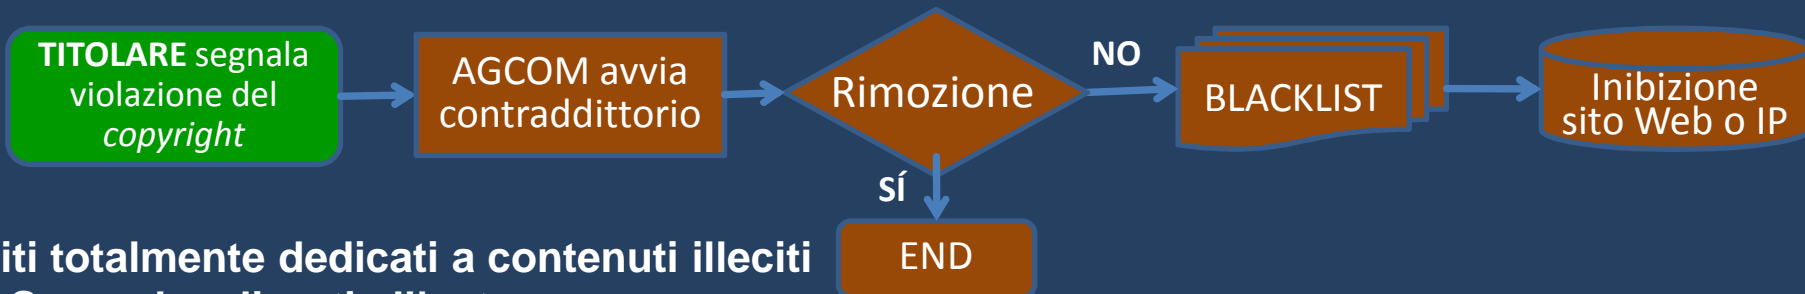 TITOLARE segnala
violazione del
copyright
AGCOM avvia
contraddittorio
Rimozione
NO
BLACKLIST
Inibizione
sito Web o IP
SÍ
END
iti totalmente dedicati a contenuti illeciti